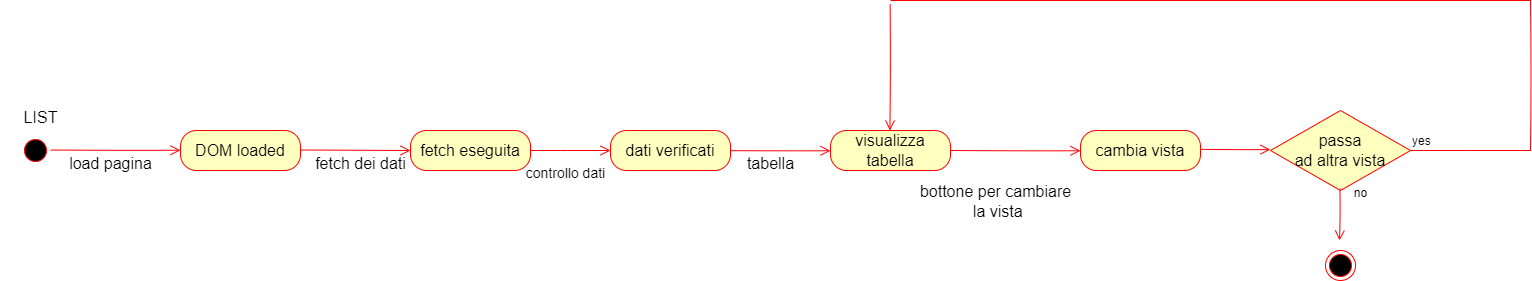 LIST
load pagina
DOM loaded
fetch dei dati
fetch eseguita
controllo dati
dati verificati
tabella
visualizza
tabella
bottone per cambiare
la vista
cambia vista
passa
ad altra vista
yes
no